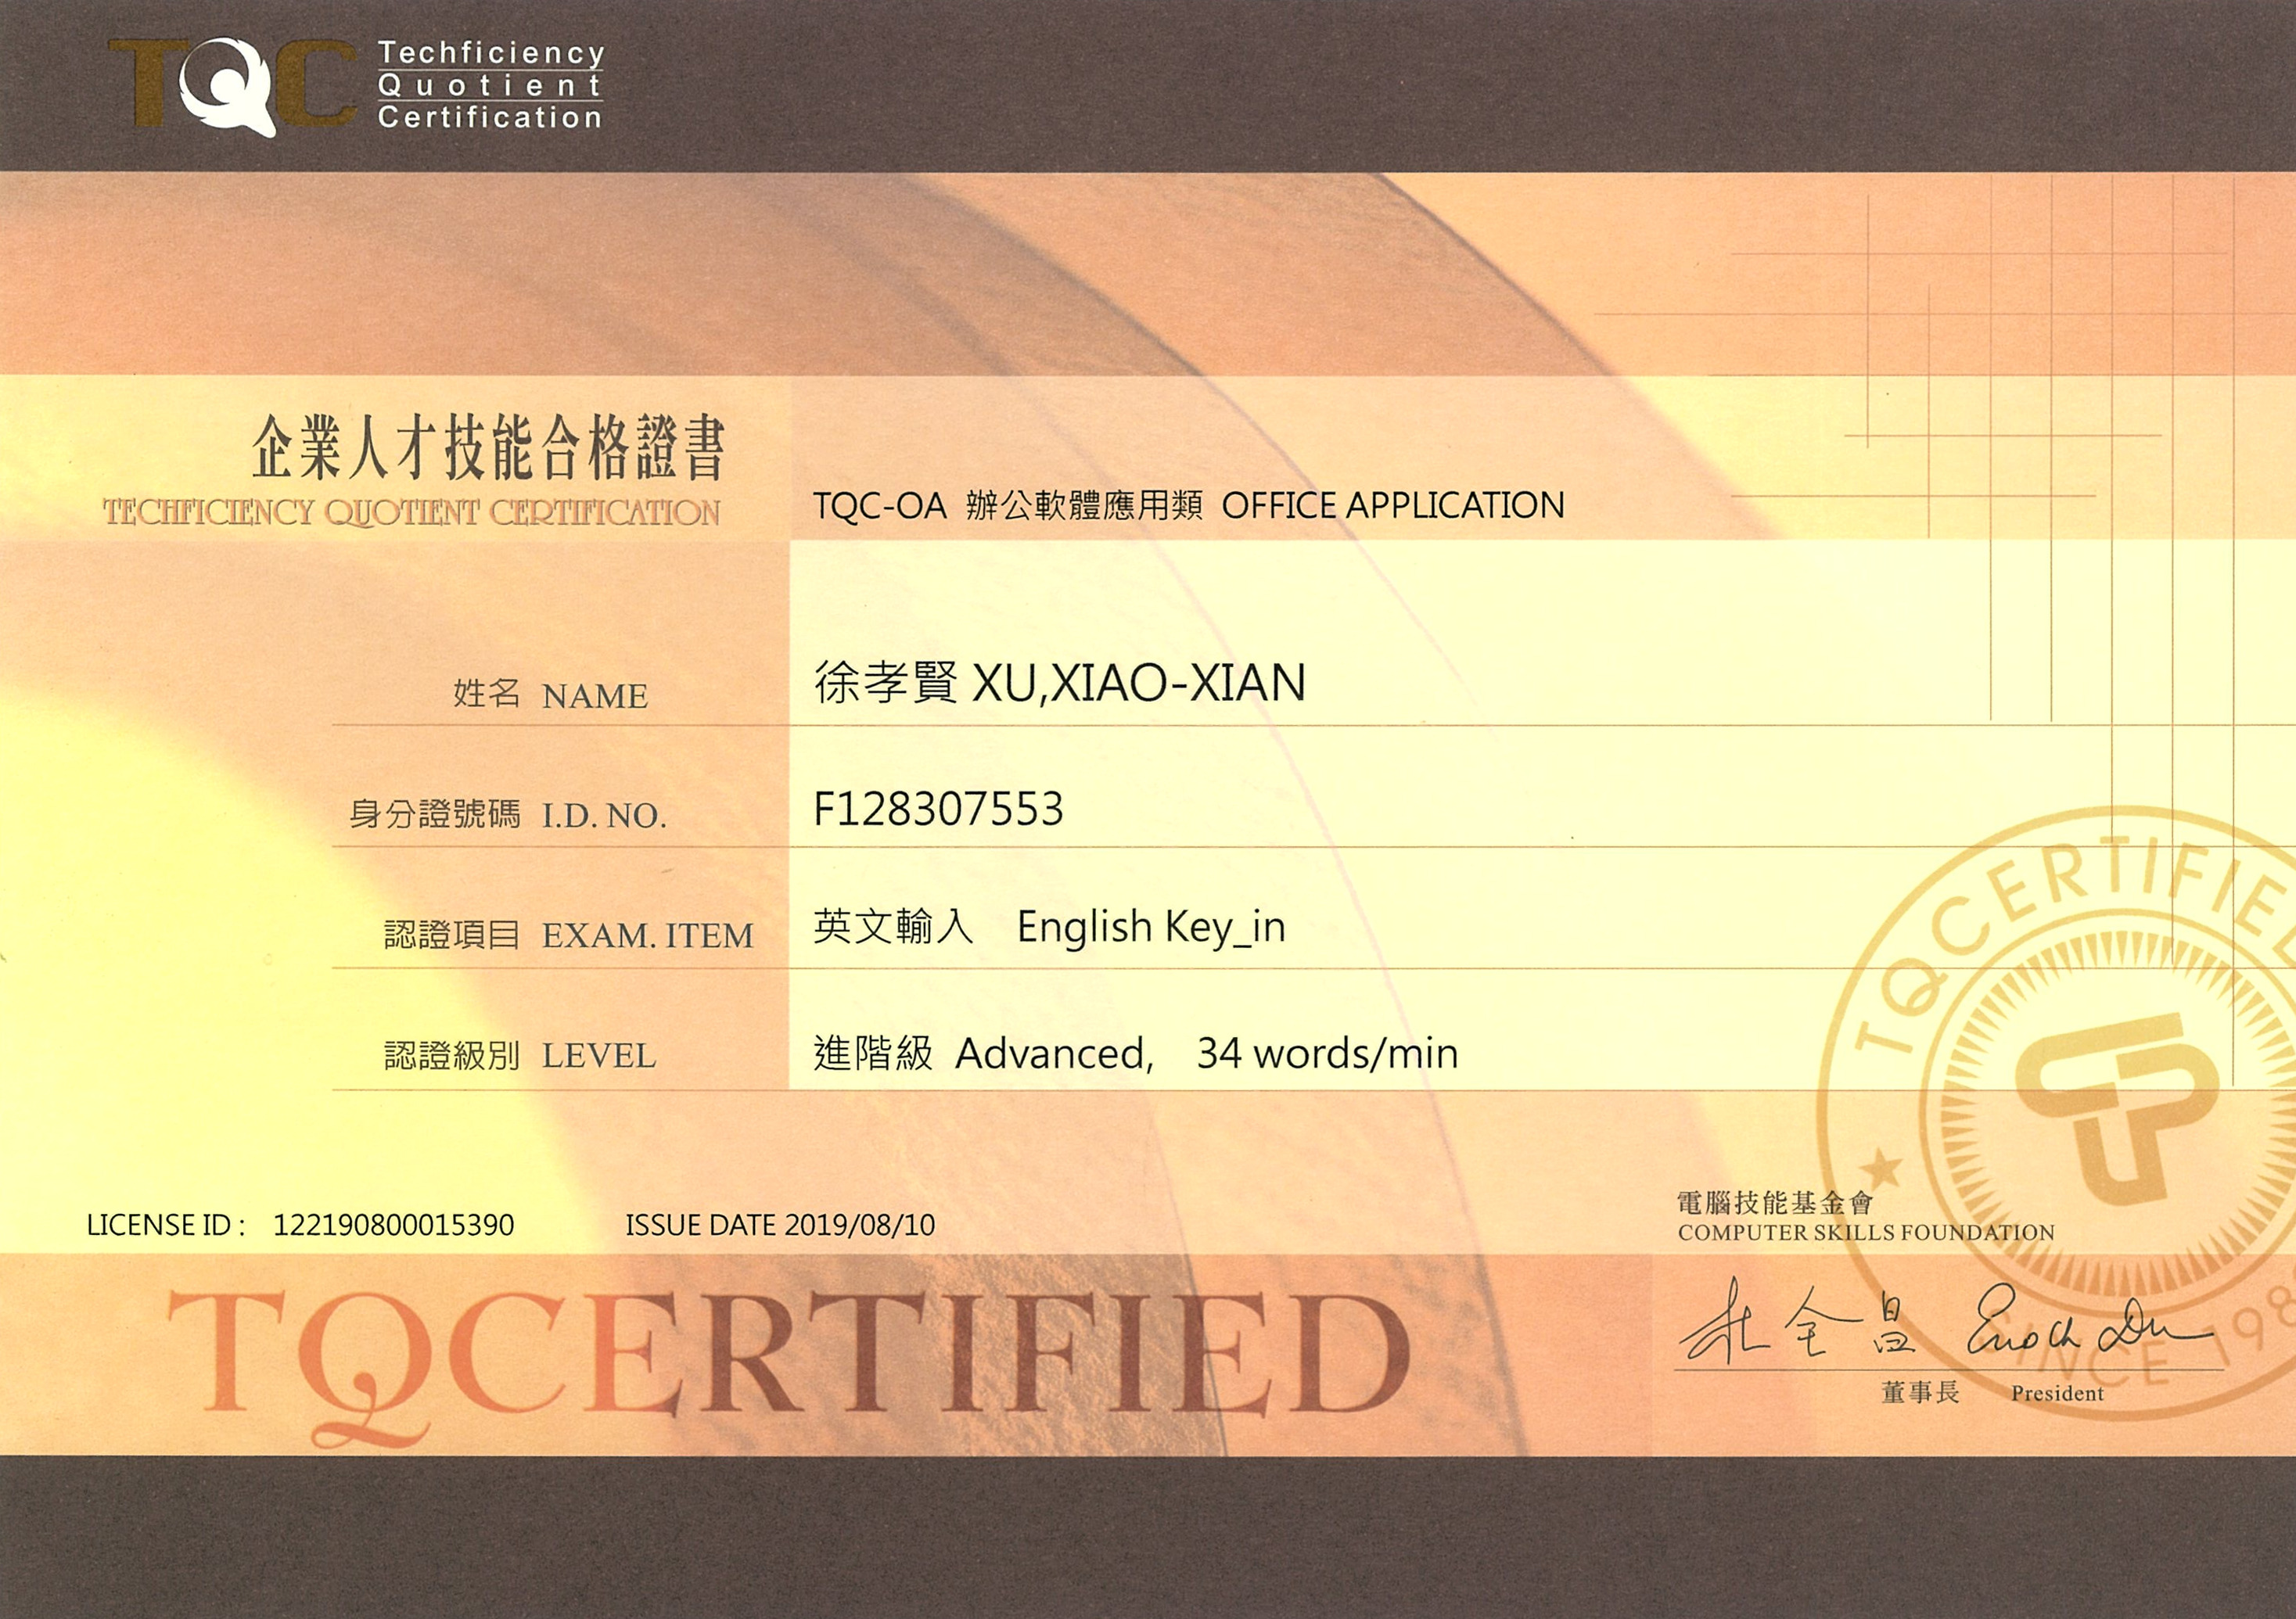 TQC
Techficiency
Quotient
Certification
企業人才技能合格證書
TECHFICIENCY QUOTIENT CERTIFICATION
TQC-OA 辦公軟體應用類 OFFICE APPLICATION
姓名 NAME 徐孝賢 XU,XIAO-XIAN
身分證號碼 I.D. NO. F128307553
認證項目 EXAM. ITEM 英文輸入 English Key_in
認證級別 LEVEL 進階級 Advanced, 34 words/min
TQCERTIFIED
LICENSE ID : 122190800015390 ISSUE DATE 2019/08/10
電腦技能基金會
COMPUTER SKILLS FOUNDATION
TQCERTIFIED
杜全昌 Enoch Du
SINCE 198
董事長 President